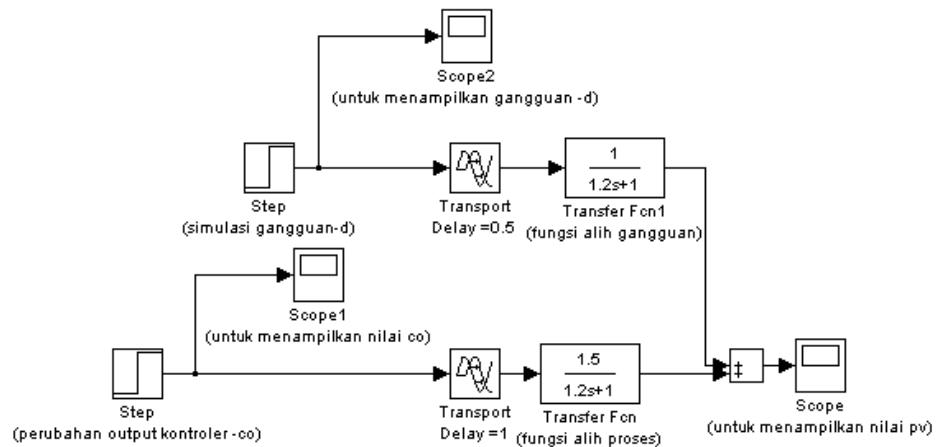 Scope2
(untuk menampilkan gangguan -d)
Step
(simulasi gangguan-d)
Transport
Delay =0.5
1
1.2s+1
Transfer Fcn1
(fungsi alih gangguan)
Scope1
(untuk menampilkan nilai co)
Step
(perubahan output kontroler -co)
Transport
Delay =1
1.5
1.2s+1
Transfer Fcn
(fungsi alih proses)
+
+
Scope
(untuk menampilkan nilai pv)